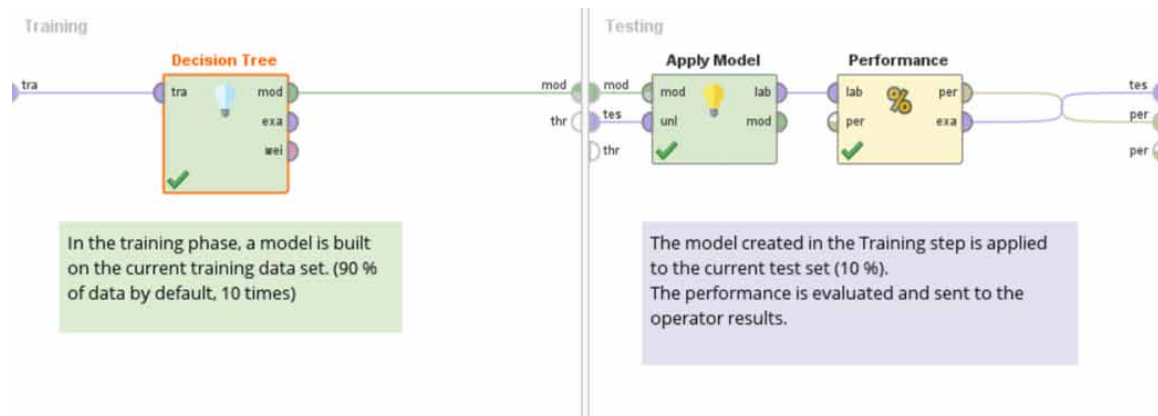 Training
Testing
Decision Tree
Apply Model
Performance
tra
tra
mod
exa
wei
mod
thr
mod
tes
thr
mod
unl
lab
mod
lab
per
%
per
exa
tes
per
per
In the training phase, a model is built
on the current training data set. (90 %
of data by default, 10 times)
The model created in the Training step is applied
to the current test set (10 %).
The performance is evaluated and sent to the
operator results.